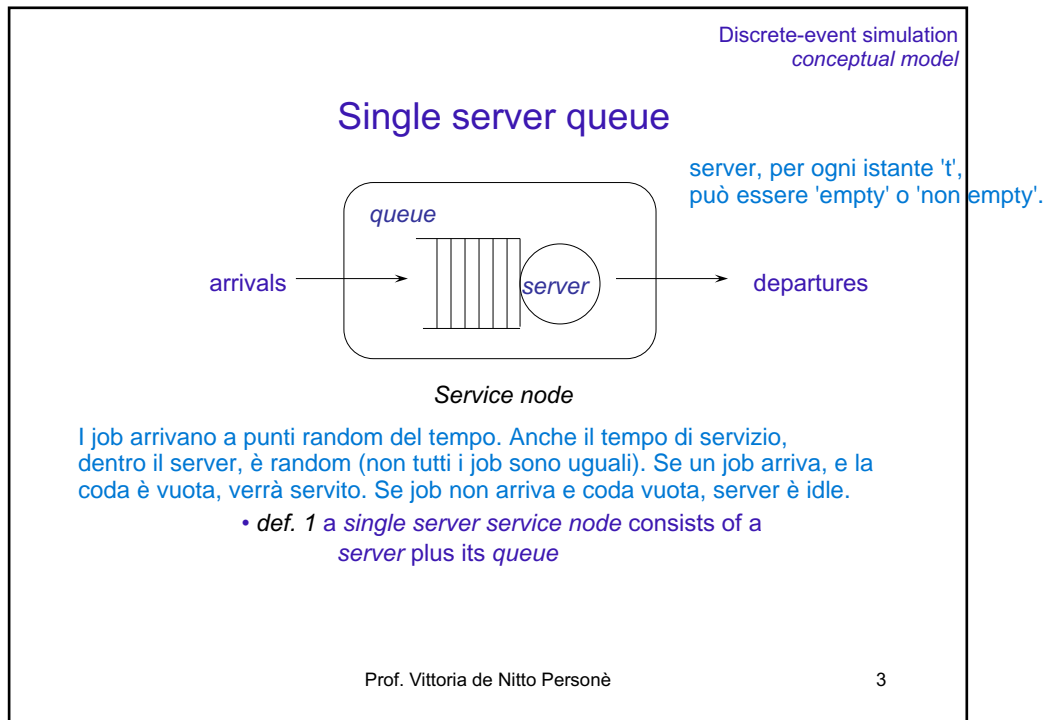 Discrete-event simulation
conceptual model
Single server queue
server, per ogni istante 't',
può essere 'empty' o 'non empty'.
queue
arrivals
server
departures
Service node
I job arrivano a punti random del tempo. Anche il tempo di servizio,
dentro il server, è random (non tutti i job sono uguali). Se un job arriva, e la
coda è vuota, verrà servito. Se job non arriva e coda vuota, server è idle.
• def. 1 a single server service node consists of a
server plus its queue
Prof. Vittoria de Nitto Personè
3